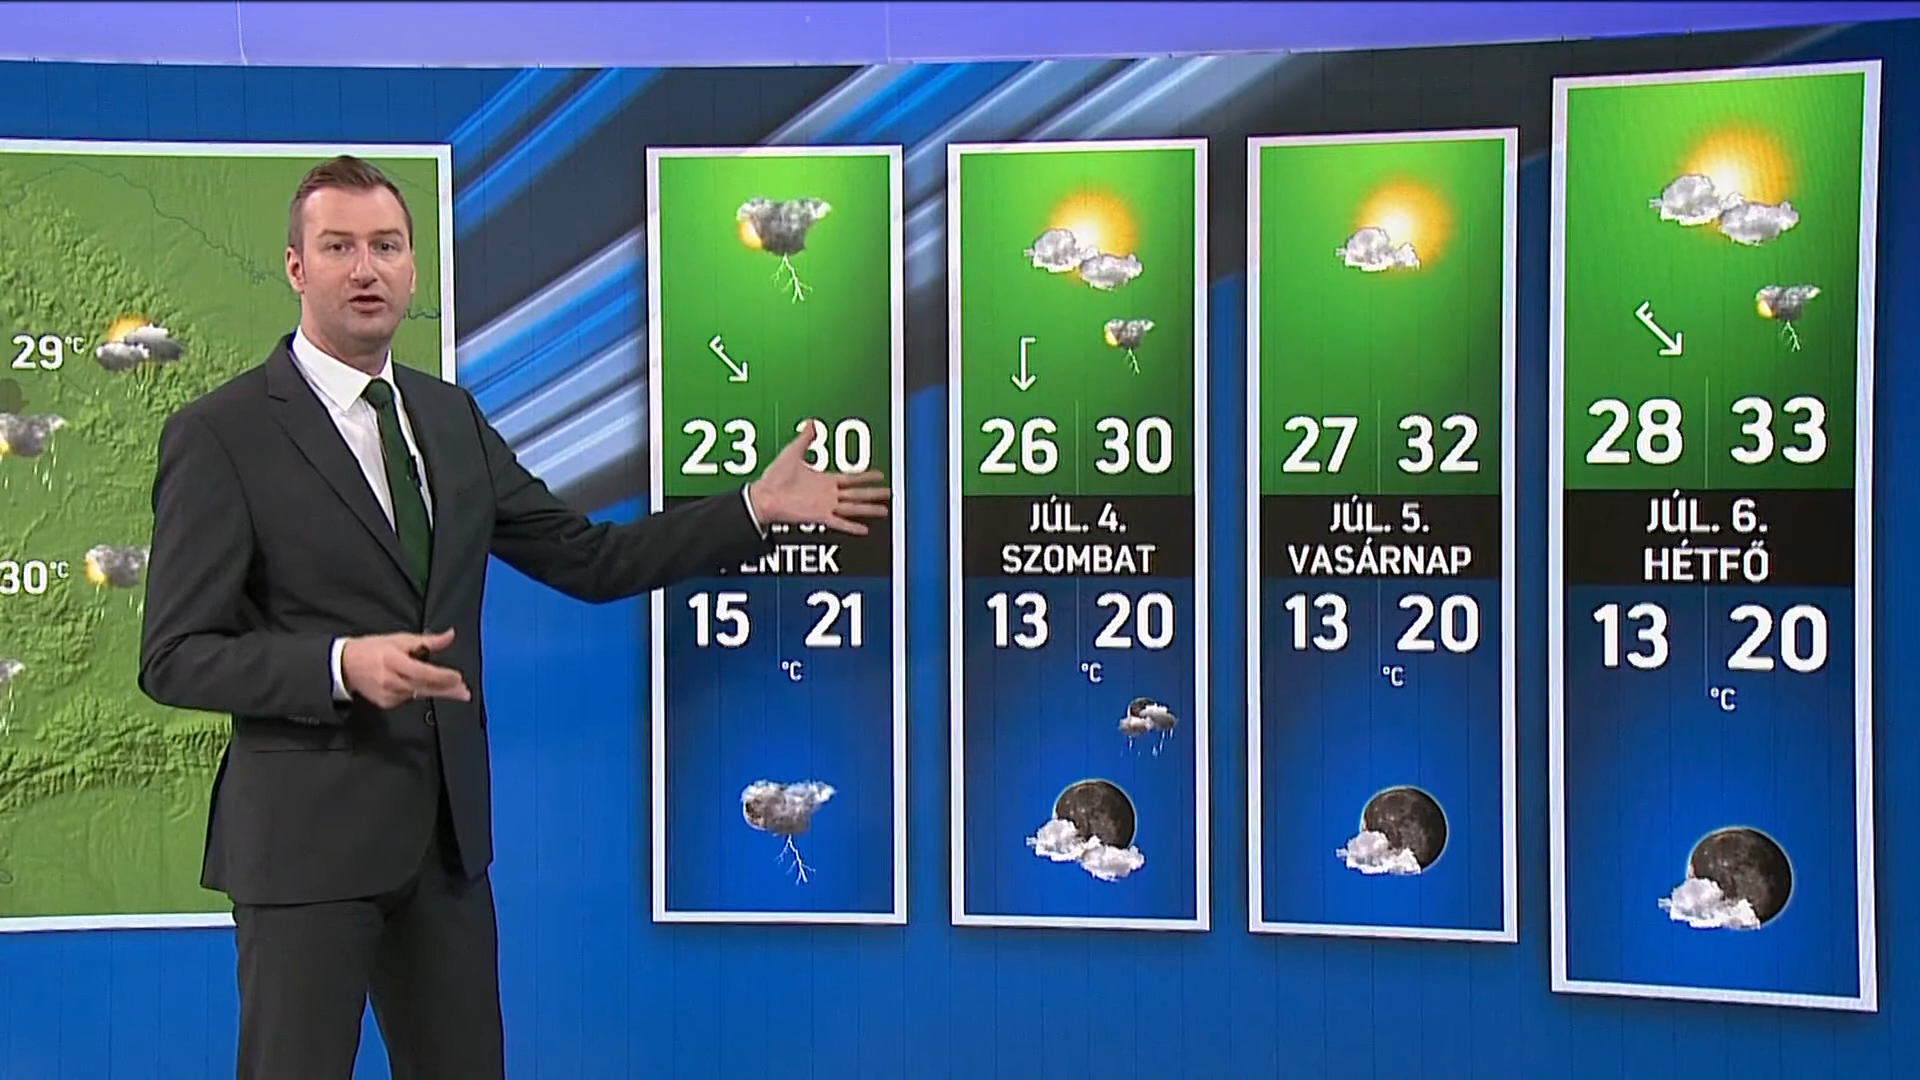 29°C
30°C
23 30
15 21
°C
26 30
JÚL. 4.
SZOMBAT
13 20
°C
27 32
JÚL. 5.
VASÁRNAP
13 20
°C
28 33
JÚL. 6.
HÉTFŐ
13 20
°C